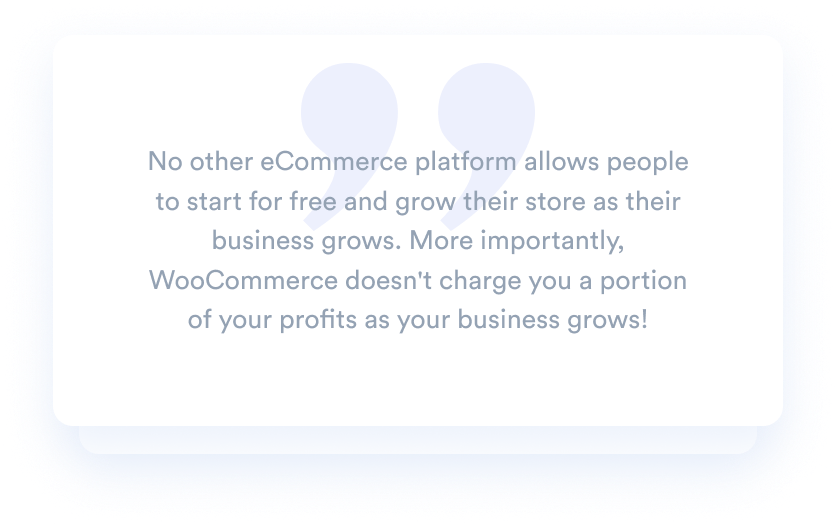 No other eCommerce platform allows people
to start for free and grow their store as their
business grows. More importantly,
WooCommerce doesn't charge you a portion
of your profits as your business grows!